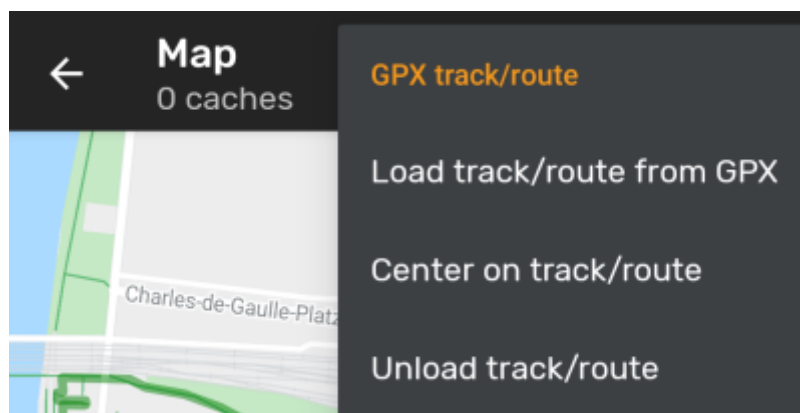 Map
0 caches
GPX track/route
Load track/route from GPX
Center on track/route
Unload track/route
Charles-de-Gaulle-Platz